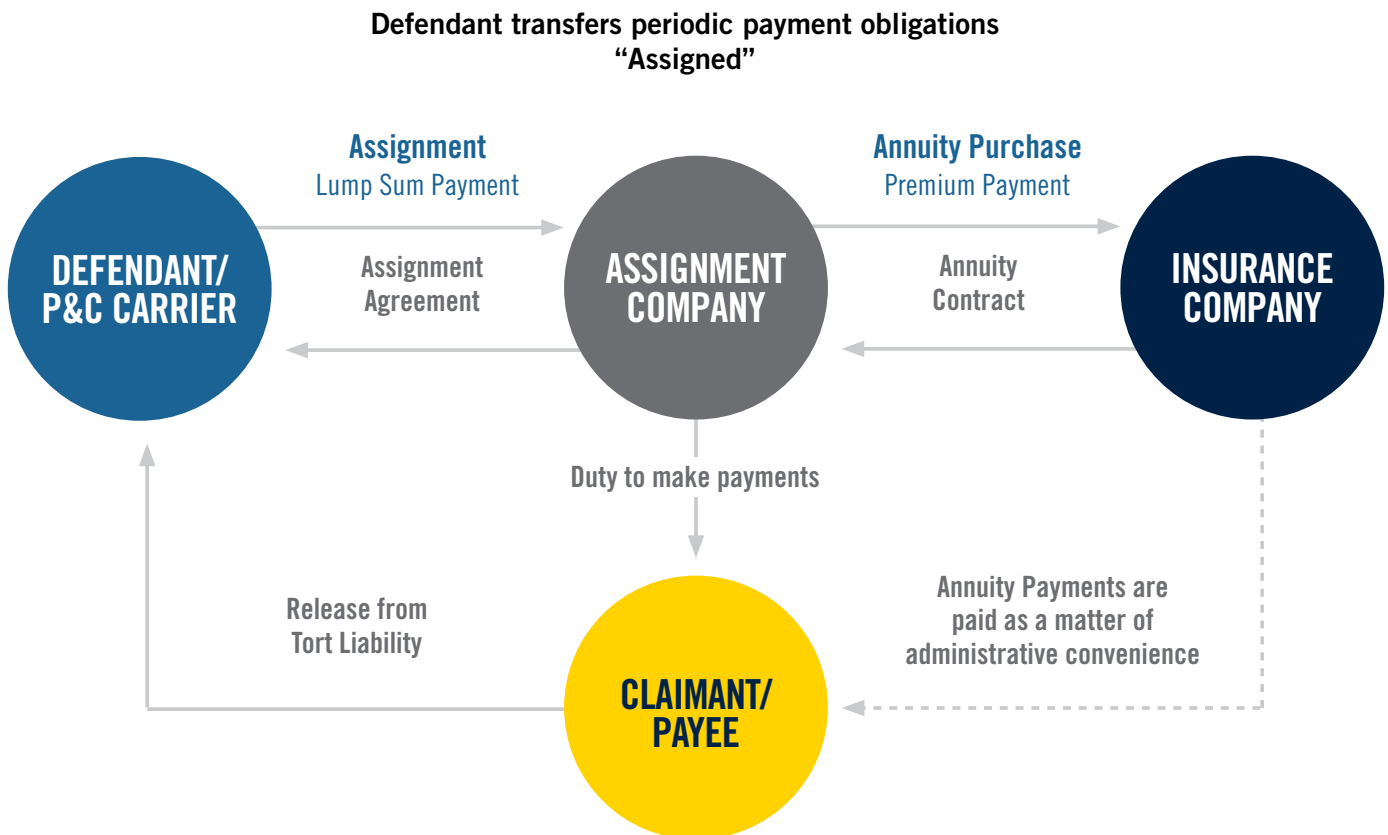 Defendant transfers periodic payment obligations
“Assigned”
Assignment
Lump Sum Payment
Annuity Purchase
Premium Payment
DEFENDANT/
P&C CARRIER
Assignment
Agreement
ASSIGNMENT
COMPANY
Annuity
Contract
INSURANCE
COMPANY
Duty to make payments
Release from
Tort Liability
Annuity Payments are
paid as a matter of
administrative convenience
CLAIMANT/
PAYEE